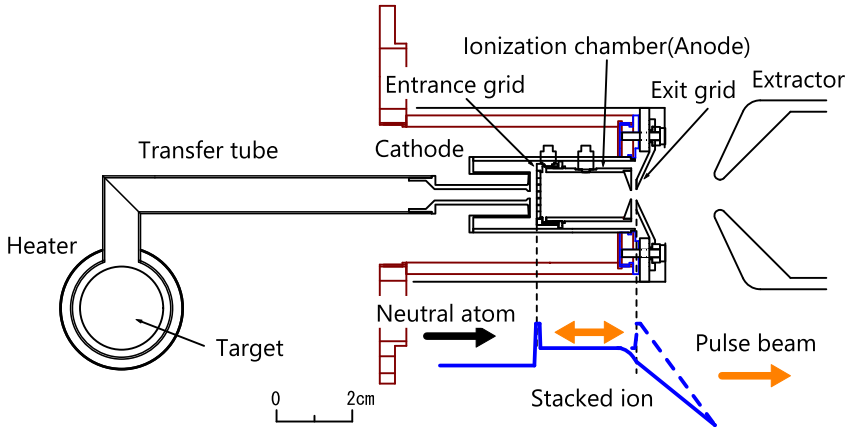 Ionization chamber(Anode)
Entrance grid
Exit grid
Extractor
Transfer tube
Cathode
Heater
Target
Neutral atom
Pulse beam
Stacked ion
0 2cm